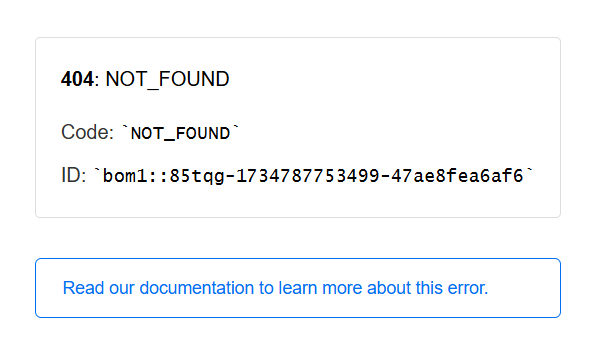 404: NOT_FOUND
Code: `NOT_FOUND`
ID: `bom1::85tqg-1734787753499-47ae8fea6af6`
Read our documentation to learn more about this error.